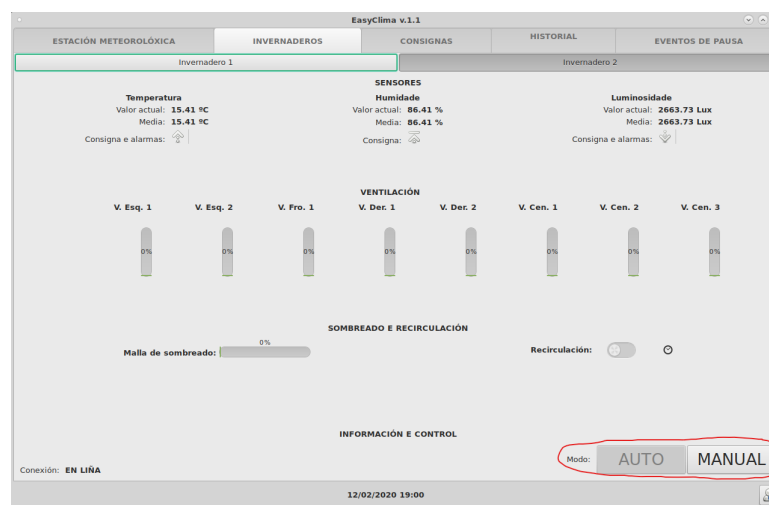 EasyClima v.1.1
ESTACIÓN METEOROLÓXICA INVERNADEROS CONSIGNAS HISTORIAL EVENTOS DE PAUSA
Invernadero 1 Invernadero 2
SENSORES
Temperatura Humidade Luminosidade
Valor actual: 15.41 ºC Valor actual: 86.41 % Valor actual: 2663.73 Lux
Media: 15.41 ºC Media: 86.41 % Media: 2663.73 Lux
Consigna e alarmas: Consigna: Consigna e alarmas:
VENTILACIÓN
V. Esq. 1 V. Esq. 2 V. Fro. 1 V. Der. 1 V. Der. 2 V. Cen. 1 V. Cen. 2 V. Cen. 3
0% 0% 0% 0% 0% 0% 0% 0%
SOMBREADO E RECIRCULACIÓN
0%
Malla de sombreado: Recirculación:
INFORMACIÓN E CONTROL
Modo: AUTO MANUAL
Conexión: EN LIÑA
12/02/2020 19:00